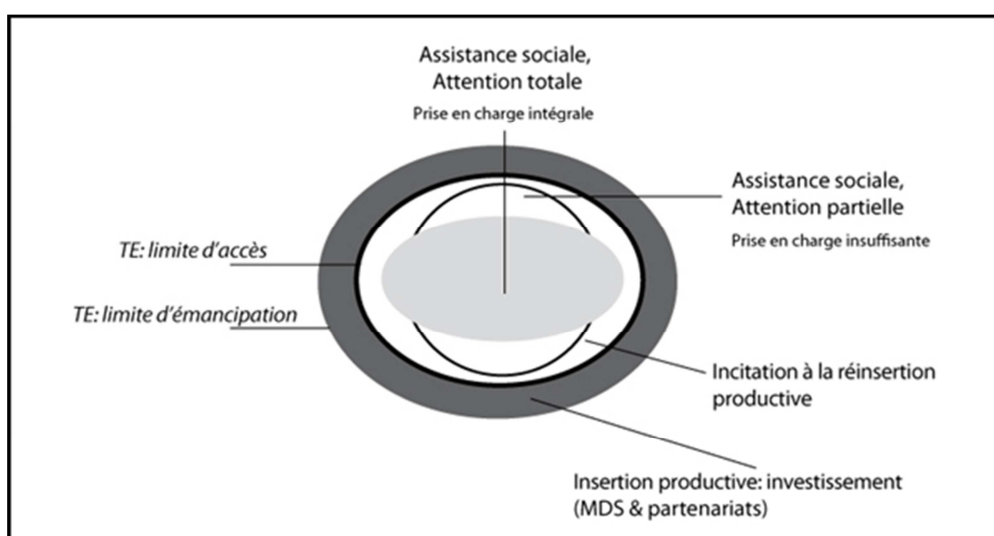 Assistance sociale,
Attention totale
Prise en charge intégrale
Assistance sociale,
Attention partielle
Prise en charge insuffisante
TE: limite d'accès
TE: limite d'émancipation
Incitation à la réinsertion
productive
Insertion productive: investissement
(MDS & partenariats)